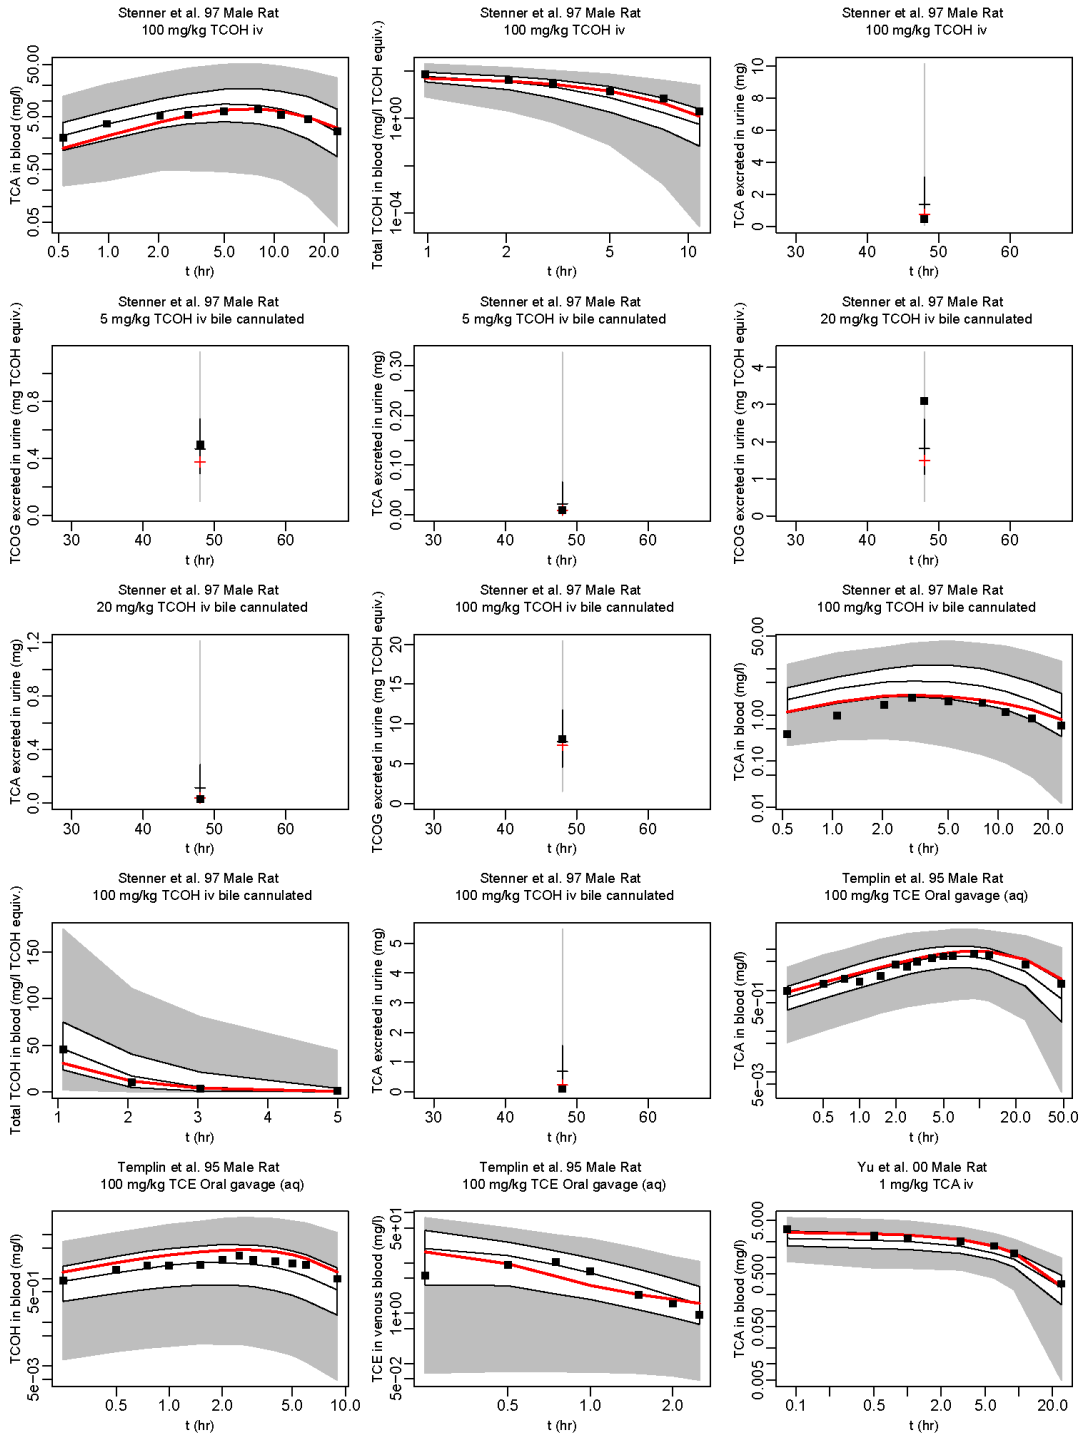 Stenner et al. 97 Male Rat
100 mg/kg TCOH iv
TCA in blood (mg/l)
50.00
5.00
0.50
0.05
0.5 1.0 2.0 5.0 10.0 20.0
t (hr)
Stenner et al. 97 Male Rat
100 mg/kg TCOH iv
Total TCOH in blood (mg/l TCOH equiv.)
1e+00
1e−04
1 2 5 10
t (hr)
Stenner et al. 97 Male Rat
100 mg/kg TCOH iv
TCA excreted in urine (mg)
10
8
6
4
2
0
30 40 50 60
t (hr)
Stenner et al. 97 Male Rat
5 mg/kg TCOH iv bile cannulated
TCOG excreted in urine (mg TCOH equiv.)
0.8
0.4
0.0
30 40 50 60
t (hr)
Stenner et al. 97 Male Rat
5 mg/kg TCOH iv bile cannulated
TCA excreted in urine (mg)
0.30
0.20
0.10
0.00
30 40 50 60
t (hr)
Stenner et al. 97 Male Rat
20 mg/kg TCOH iv bile cannulated
TCOG excreted in urine (mg TCOH equiv.)
4
3
2
1
0
30 40 50 60
t (hr)
Stenner et al. 97 Male Rat
20 mg/kg TCOH iv bile cannulated
TCA excreted in urine (mg)
1.2
0.8
0.4
0.0
30 40 50 60
t (hr)
Stenner et al. 97 Male Rat
100 mg/kg TCOH iv bile cannulated
TCOG excreted in urine (mg TCOH equiv.)
20
15
10
5
0
30 40 50 60
t (hr)
Stenner et al. 97 Male Rat
100 mg/kg TCOH iv bile cannulated
TCA in blood (mg/l)
50.00
1.00
0.10
0.01
0.5 1.0 2.0 5.0 10.0 20.0
t (hr)
Stenner et al. 97 Male Rat
100 mg/kg TCOH iv bile cannulated
Total TCOH in blood (mg/l TCOH equiv.)
150
100
50
0
1 2 3 4 5
t (hr)
Stenner et al. 97 Male Rat
100 mg/kg TCOH iv bile cannulated
TCA excreted in urine (mg)
5
4
3
2
1
0
30 40 50 60
t (hr)
Templin et al. 95 Male Rat
100 mg/kg TCE Oral gavage (aq)
TCA in blood (mg/l)
5e−01
5e−03
0.5 1.0 2.0 5.0 20.0 50.0
t (hr)
Templin et al. 95 Male Rat
100 mg/kg TCE Oral gavage (aq)
TCOH in blood (mg/l)
5e−01
5e−03
0.5 1.0 2.0 5.0 10.0
t (hr)
Templin et al. 95 Male Rat
100 mg/kg TCE Oral gavage (aq)
TCE in venous blood (mg/l)
5e+01
1e+00
5e−02
0.5 1.0 2.0
t (hr)
Yu et al. 00 Male Rat
1 mg/kg TCA iv
TCA in blood (mg/l)
5.000
0.500
0.050
0.005
0.1 0.5 1.0 5.0 20.0
t (hr)